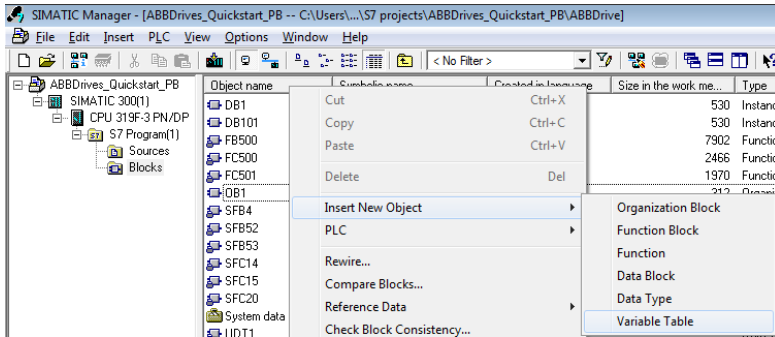 SIMATIC Manager - [ABBDrives_Quickstart_PB -- C:\Users\...\S7 projects\ABBDrives_Quickstart_PB\ABBDrive]
File Edit Insert PLC View Options Window Help
< No Filter >
ABBDrives_Quickstart_PB
SIMATIC 300(1)
CPU 319F-3 PN/DP
S7 Program(1)
Sources
Blocks
Object name Symbolic name Created in language Size in the work me... Type
DB1 530 Instanc
DB101 530 Instanc
FB500 7902 Functio
FC500 2466 Functio
FC501 1970 Functio
OB1 312 Organi
SFB4
SFB52
SFB53
SFC14
SFC15
SFC20
System data
UDT1
Cut Ctrl+X
Copy Ctrl+C
Paste Ctrl+V
Delete Del
Insert New Object
PLC
Rewire...
Compare Blocks...
Reference Data
Check Block Consistency...
Organization Block
Function Block
Function
Data Block
Data Type
Variable Table